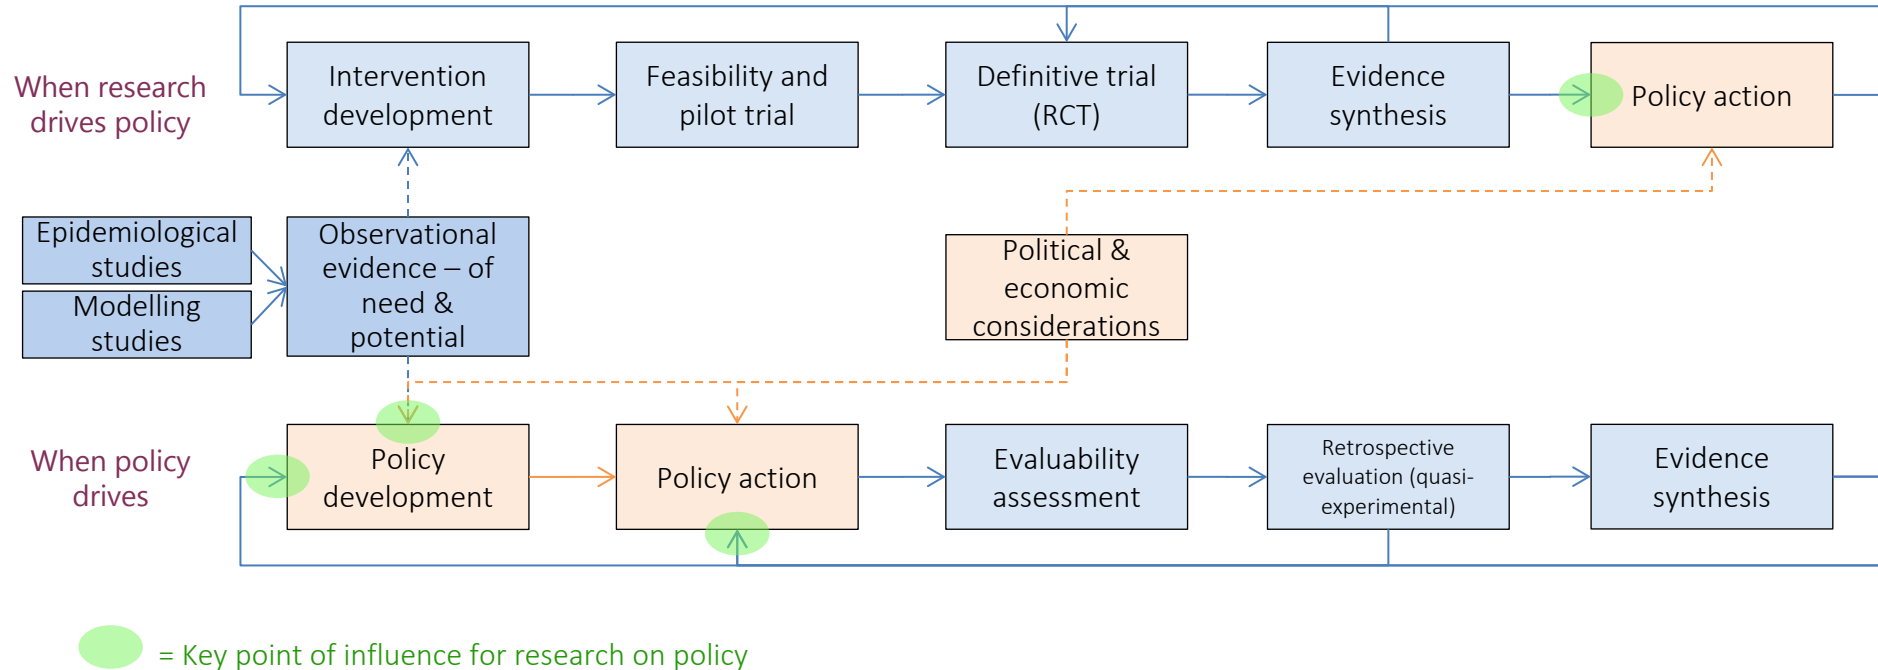 When research
drives policy
Intervention
development
Feasibility and
pilot trial
Definitive trial
(RCT)
Evidence
synthesis
Policy action
Epidemiological
studies
Modelling
studies
Observational
evidence – of
need &
potential
Political &
economic
considerations
When policy
drives
Policy
development
Policy action
Evaluability
assessment
Retrospective
evaluation (quasi-
experimental)
Evidence
synthesis
= Key point of influence for research on policy